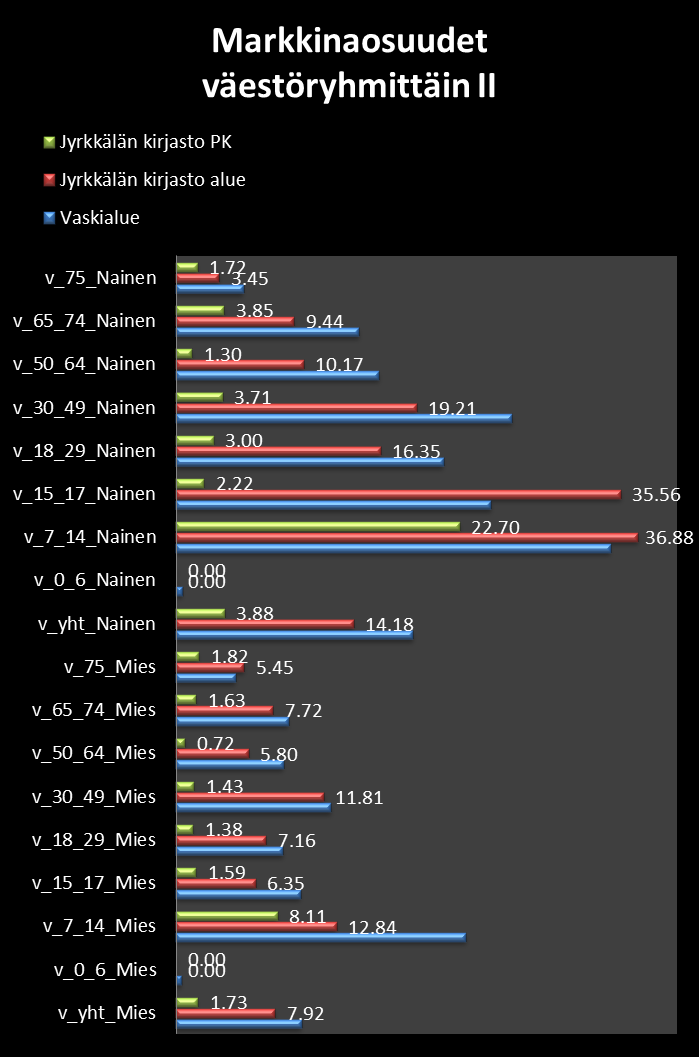 Markkinaosuudet
väestöryhmittäin II
Jyrkkälän kirjasto PK
Jyrkkälän kirjasto alue
Vaskialue
v_75_Nainen 1.72 3.45
v_65_74_Nainen 3.85 9.44
v_50_64_Nainen 1.30 10.17
v_30_49_Nainen 3.71 19.21
v_18_29_Nainen 3.00 16.35
v_15_17_Nainen 2.22 35.56
v_7_14_Nainen 22.70 36.88
v_0_6_Nainen 0.00 0.00
v_yht_Nainen 3.88 14.18
v_75_Mies 1.82 5.45
v_65_74_Mies 1.63 7.72
v_50_64_Mies 0.72 5.80
v_30_49_Mies 1.43 11.81
v_18_29_Mies 1.38 7.16
v_15_17_Mies 1.59 6.35
v_7_14_Mies 8.11 12.84
v_0_6_Mies 0.00 0.00
v_yht_Mies 1.73 7.92